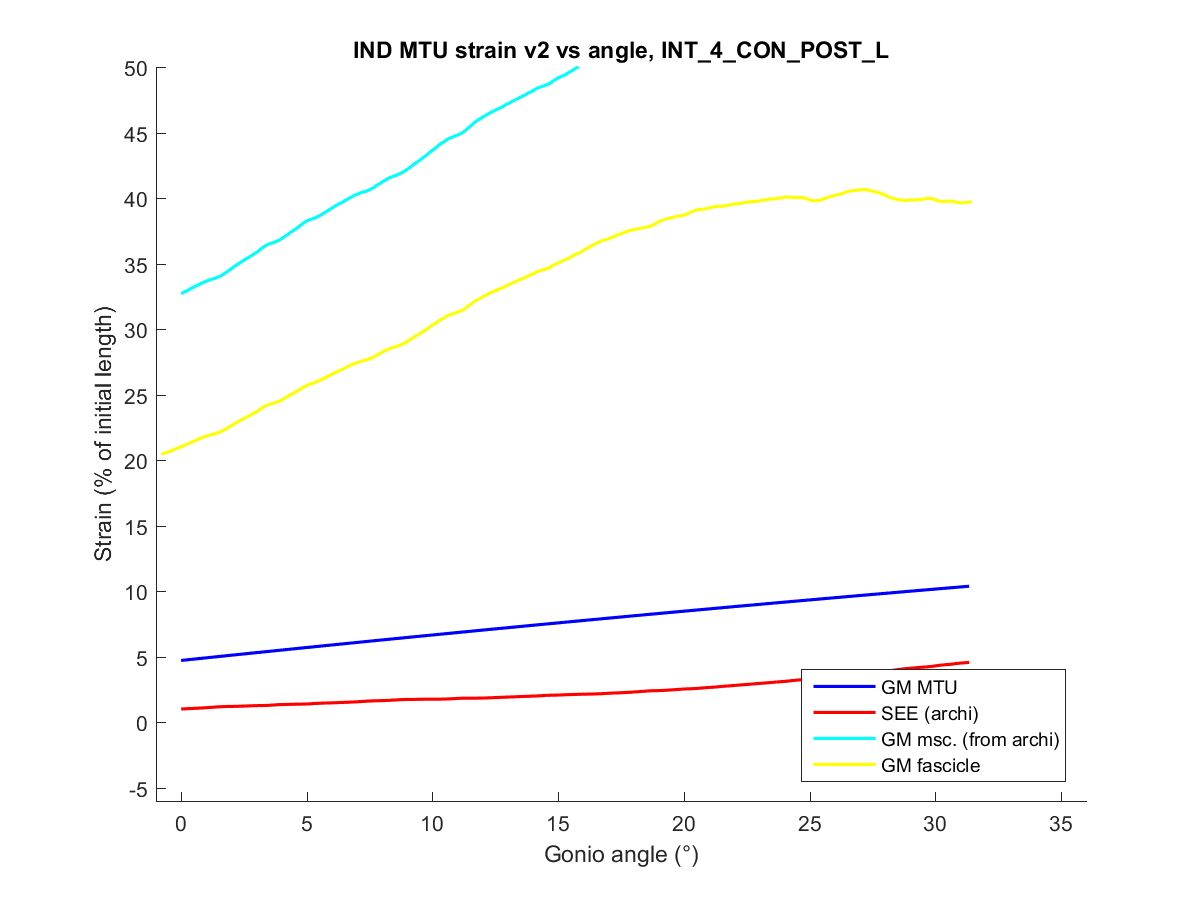 IND MTU strain v2 vs angle, INT_4_CON_POST_L
50
45
40
35
30
25
20
15
10
5
0
-5
Strain (% of initial length)
GM MTU
SEE (archi)
GM msc. (from archi)
GM fascicle
0 5 10 15 20 25 30 35
Gonio angle (°)